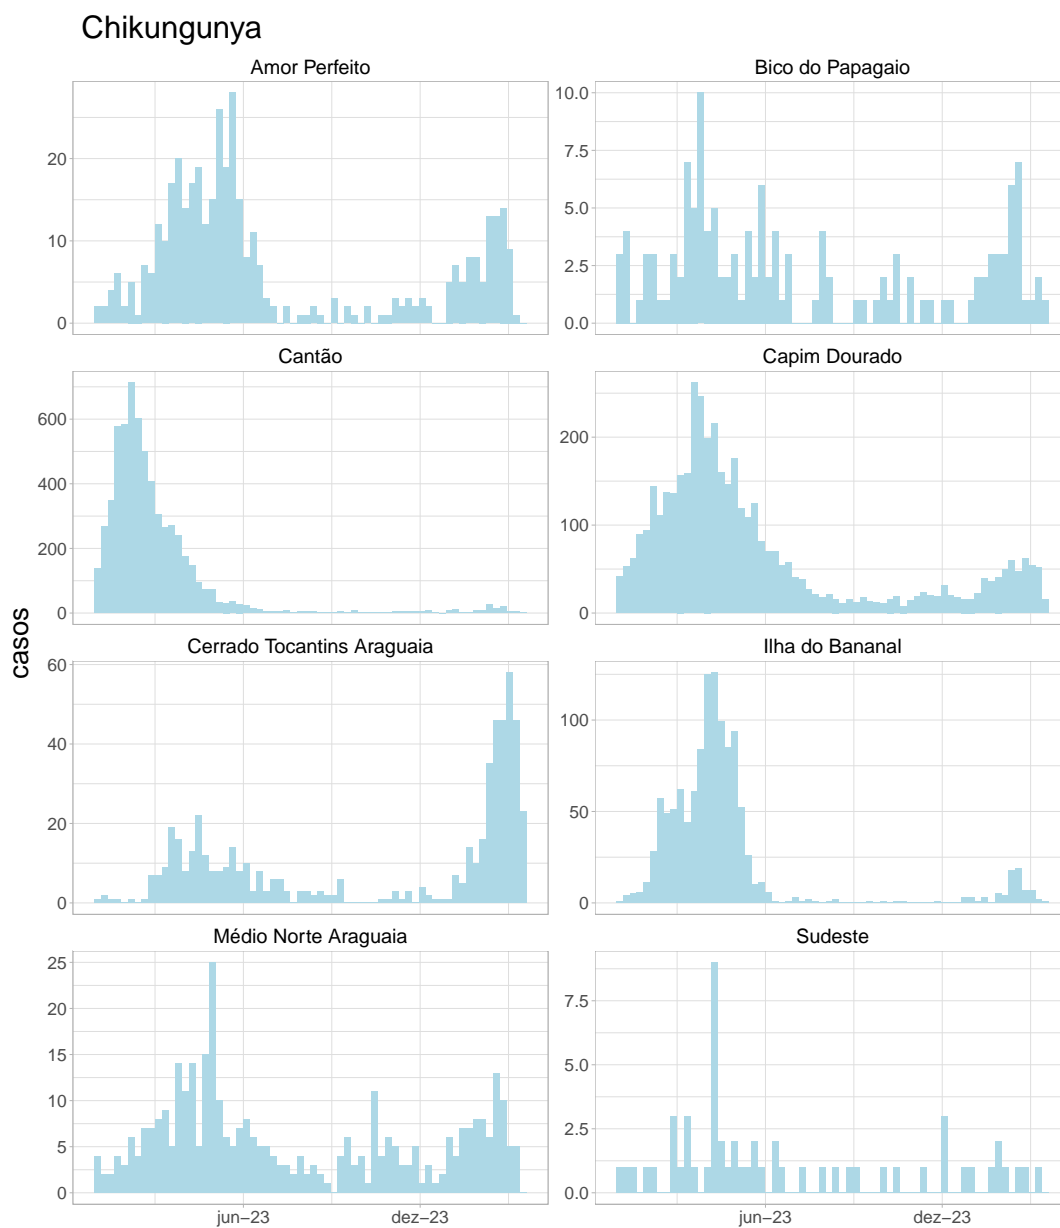 Chikungunya
Amor Perfeito
Bico do Papagaio
20
10
0
10.0
7.5
5.0
2.5
0.0
Cantão
Capim Dourado
600
400
200
0
200
100
0
casos
Cerrado Tocantins Araguaia
Ilha do Bananal
60
40
20
0
100
50
0
Médio Norte Araguaia
Sudeste
25
20
15
10
5
0
7.5
5.0
2.5
0.0
jun−23
dez−23
jun−23
dez−23